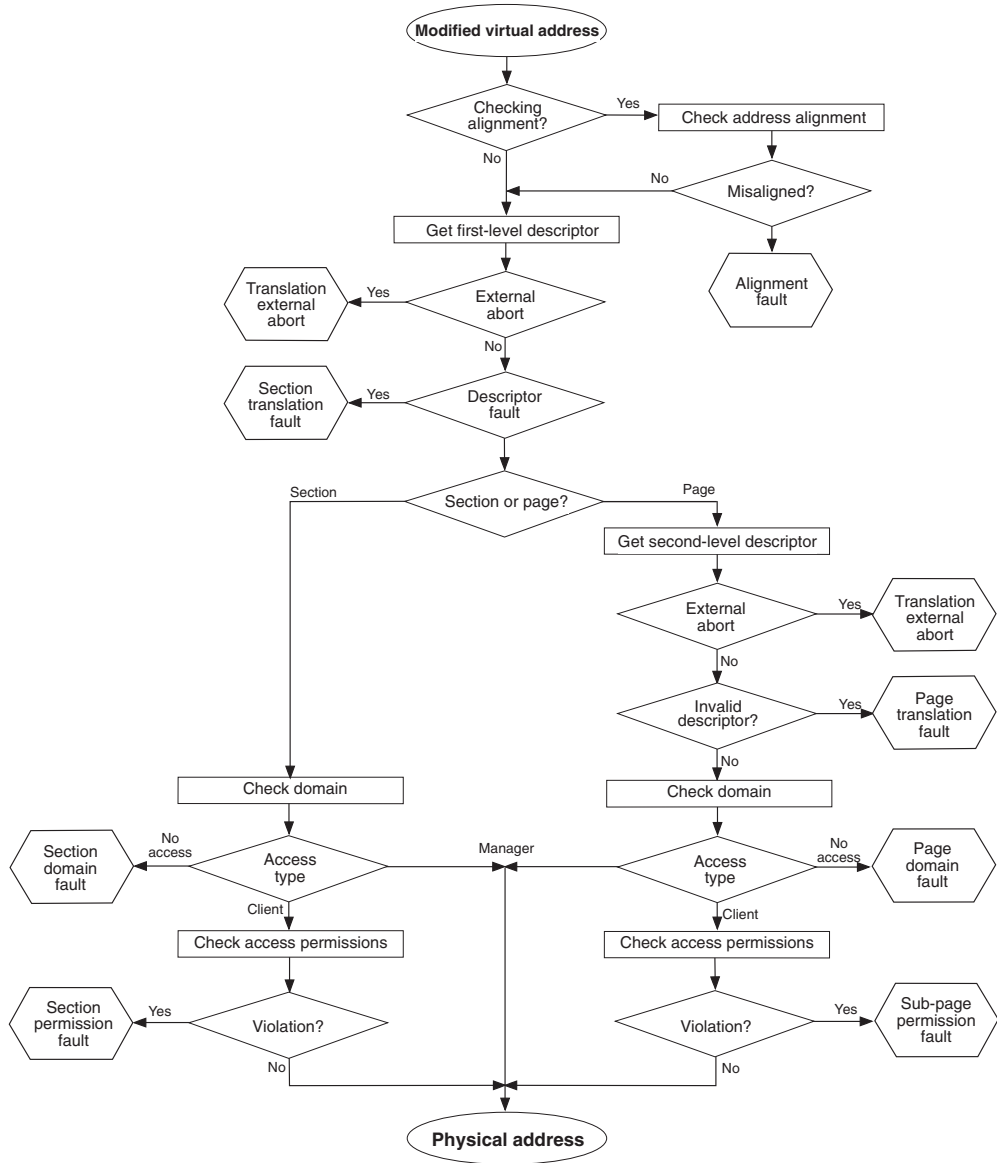 Modified virtual address
Checking
alignment?
Yes
Check address alignment
No
No
Misaligned?
Get first-level descriptor
Alignment
fault
Translation
external
abort
Yes
External
abort
No
Section
translation
fault
Yes
Descriptor
fault
Section
Section or page?
Page
Get second-level descriptor
External
abort
Yes
Translation
external
abort
No
Invalid
descriptor?
Yes
Page
translation
fault
No
Check domain
Check domain
Section
domain
fault
No
access
Access
type
Manager
Access
type
No
access
Page
domain
fault
Client
Client
Check access permissions
Check access permissions
Section
permission
fault
Yes
Violation?
Violation?
Yes
Sub-page
permission
fault
No
No
Physical address